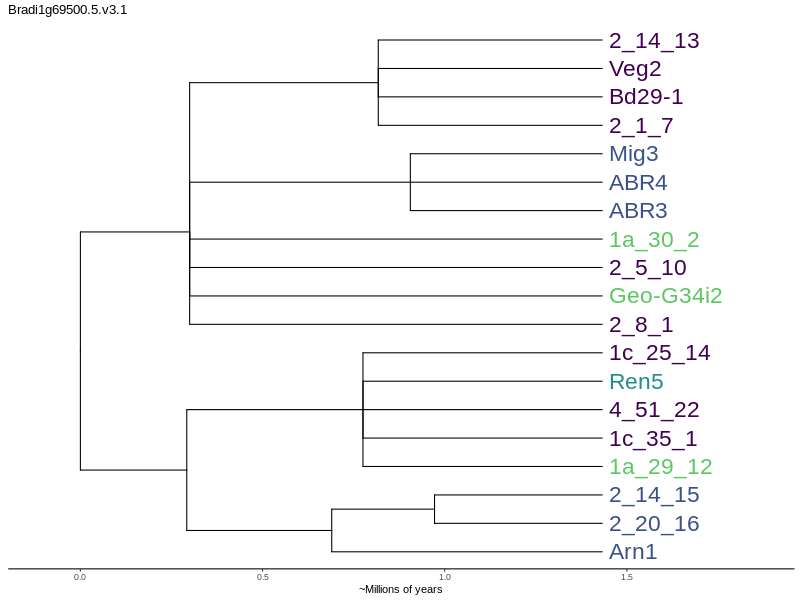 Bradi1g69500.5.v3.1
2_14_13
Veg2
Bd29-1
2_1_7
Mig3
ABR4
ABR3
1a_30_2
2_5_10
Geo-G34i2
2_8_1
1c_25_14
Ren5
4_51_22
1c_35_1
1a_29_12
2_14_15
2_20_16
Arn1
0.0 0.5 1.0 1.5
~Millions of years